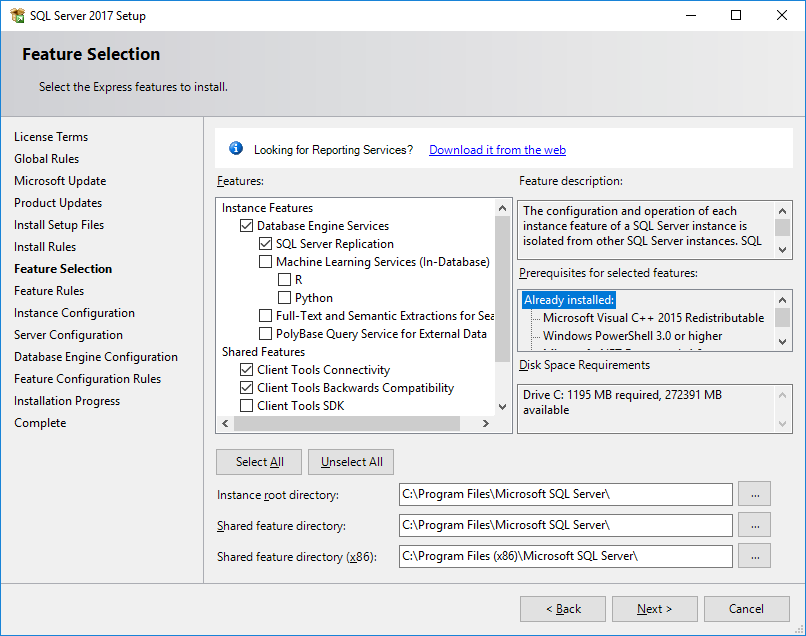 SQL Server 2017 Setup
Feature Selection
Select the Express features to install.
License Terms
Global Rules
Microsoft Update
Product Updates
Install Setup Files
Install Rules
Feature Selection
Feature Rules
Instance Configuration
Server Configuration
Database Engine Configuration
Feature Configuration Rules
Installation Progress
Complete
Looking for Reporting Services? Download it from the web
Features:
Instance Features
Database Engine Services
SQL Server Replication
Machine Learning Services (In-Database)
R
Python
Full-Text and Semantic Extractions for Sea
PolyBase Query Service for External Data
Shared Features
Client Tools Connectivity
Client Tools Backwards Compatibility
Client Tools SDK
Feature description:
The configuration and operation of each
instance feature of a SQL Server instance is
isolated from other SQL Server instances. SQL
Prerequisites for selected features:
Already installed:
Microsoft Visual C++ 2015 Redistributable
Windows PowerShell 3.0 or higher
Disk Space Requirements
Drive C: 1195 MB required, 272391 MB
available
Select All
Unselect All
Instance root directory: C:\Program Files\Microsoft SQL Server\ ...
Shared feature directory: C:\Program Files\Microsoft SQL Server\ ...
Shared feature directory (x86): C:\Program Files (x86)\Microsoft SQL Server\ ...
< Back
Next >
Cancel